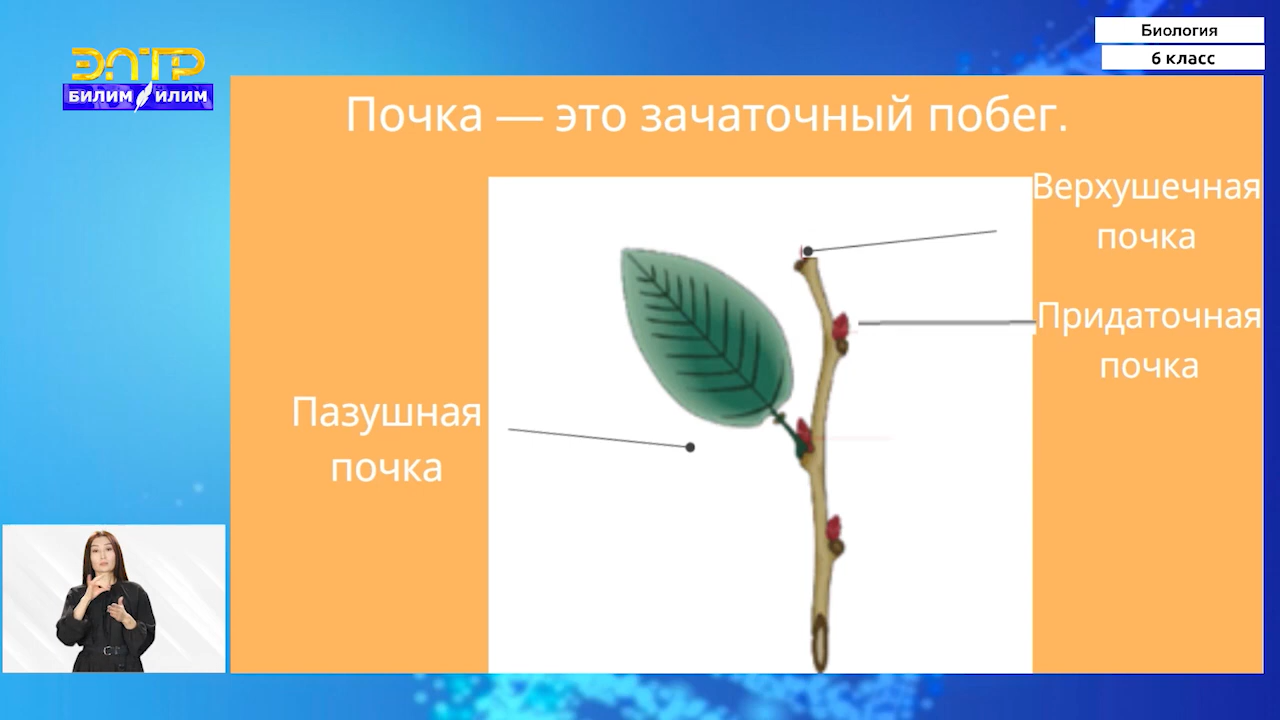 ЭЛТР
БИЛИМ ИЛИМ
Биология
6 класс
Почка — это зачаточный побег.
Верхушечная
почка
Придаточная
почка
Пазушная
почка